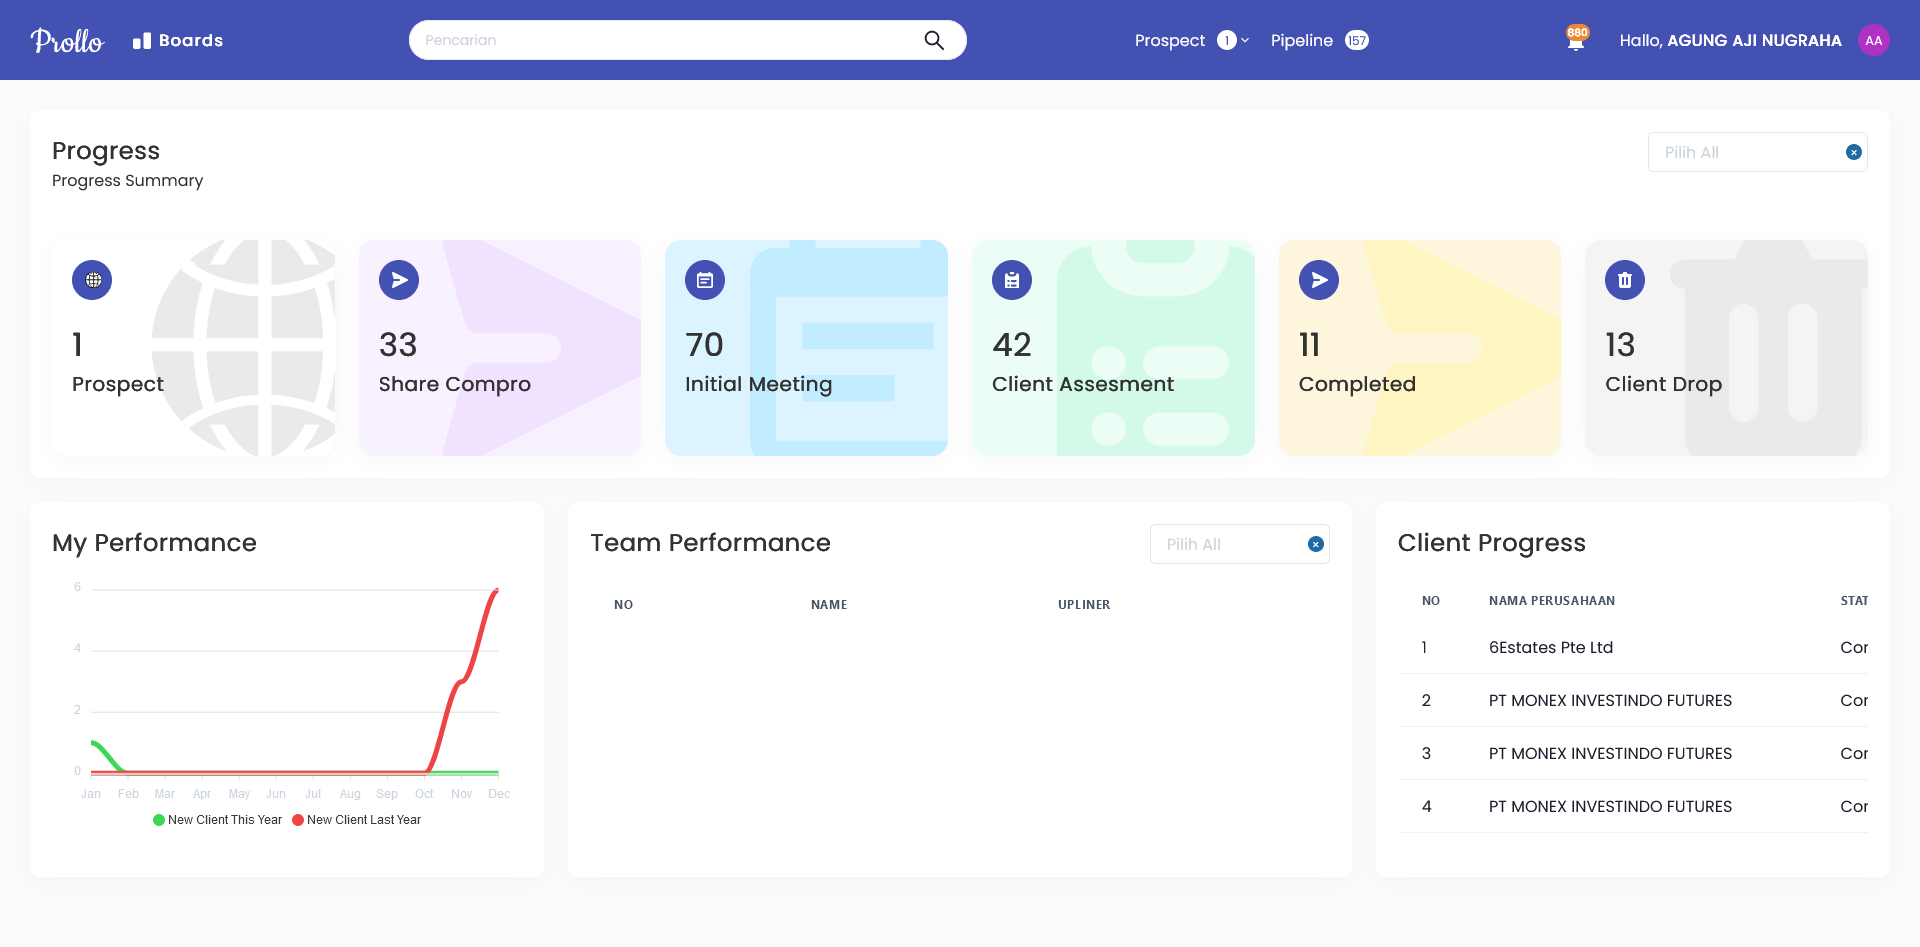 Prollo
Boards
Pencarian
Prospect 1
Pipeline 157
880
Hallo, AGUNG AJI NUGRAHA
AA
Progress
Progress Summary
Pilih All
1
Prospect
33
Share Compro
70
Initial Meeting
42
Client Assesment
11
Completed
13
Client Drop
My Performance
6
4
2
0
Jan Feb Mar Apr May Jun Jul Aug Sep Oct Nov Dec
New Client This Year New Client Last Year
Team Performance
Pilih All
NO NAME UPLINER
Client Progress
NO NAMA PERUSAHAAN STAT
1 6Estates Pte Ltd Cor
2 PT MONEX INVESTINDO FUTURES Cor
3 PT MONEX INVESTINDO FUTURES Cor
4 PT MONEX INVESTINDO FUTURES Cor